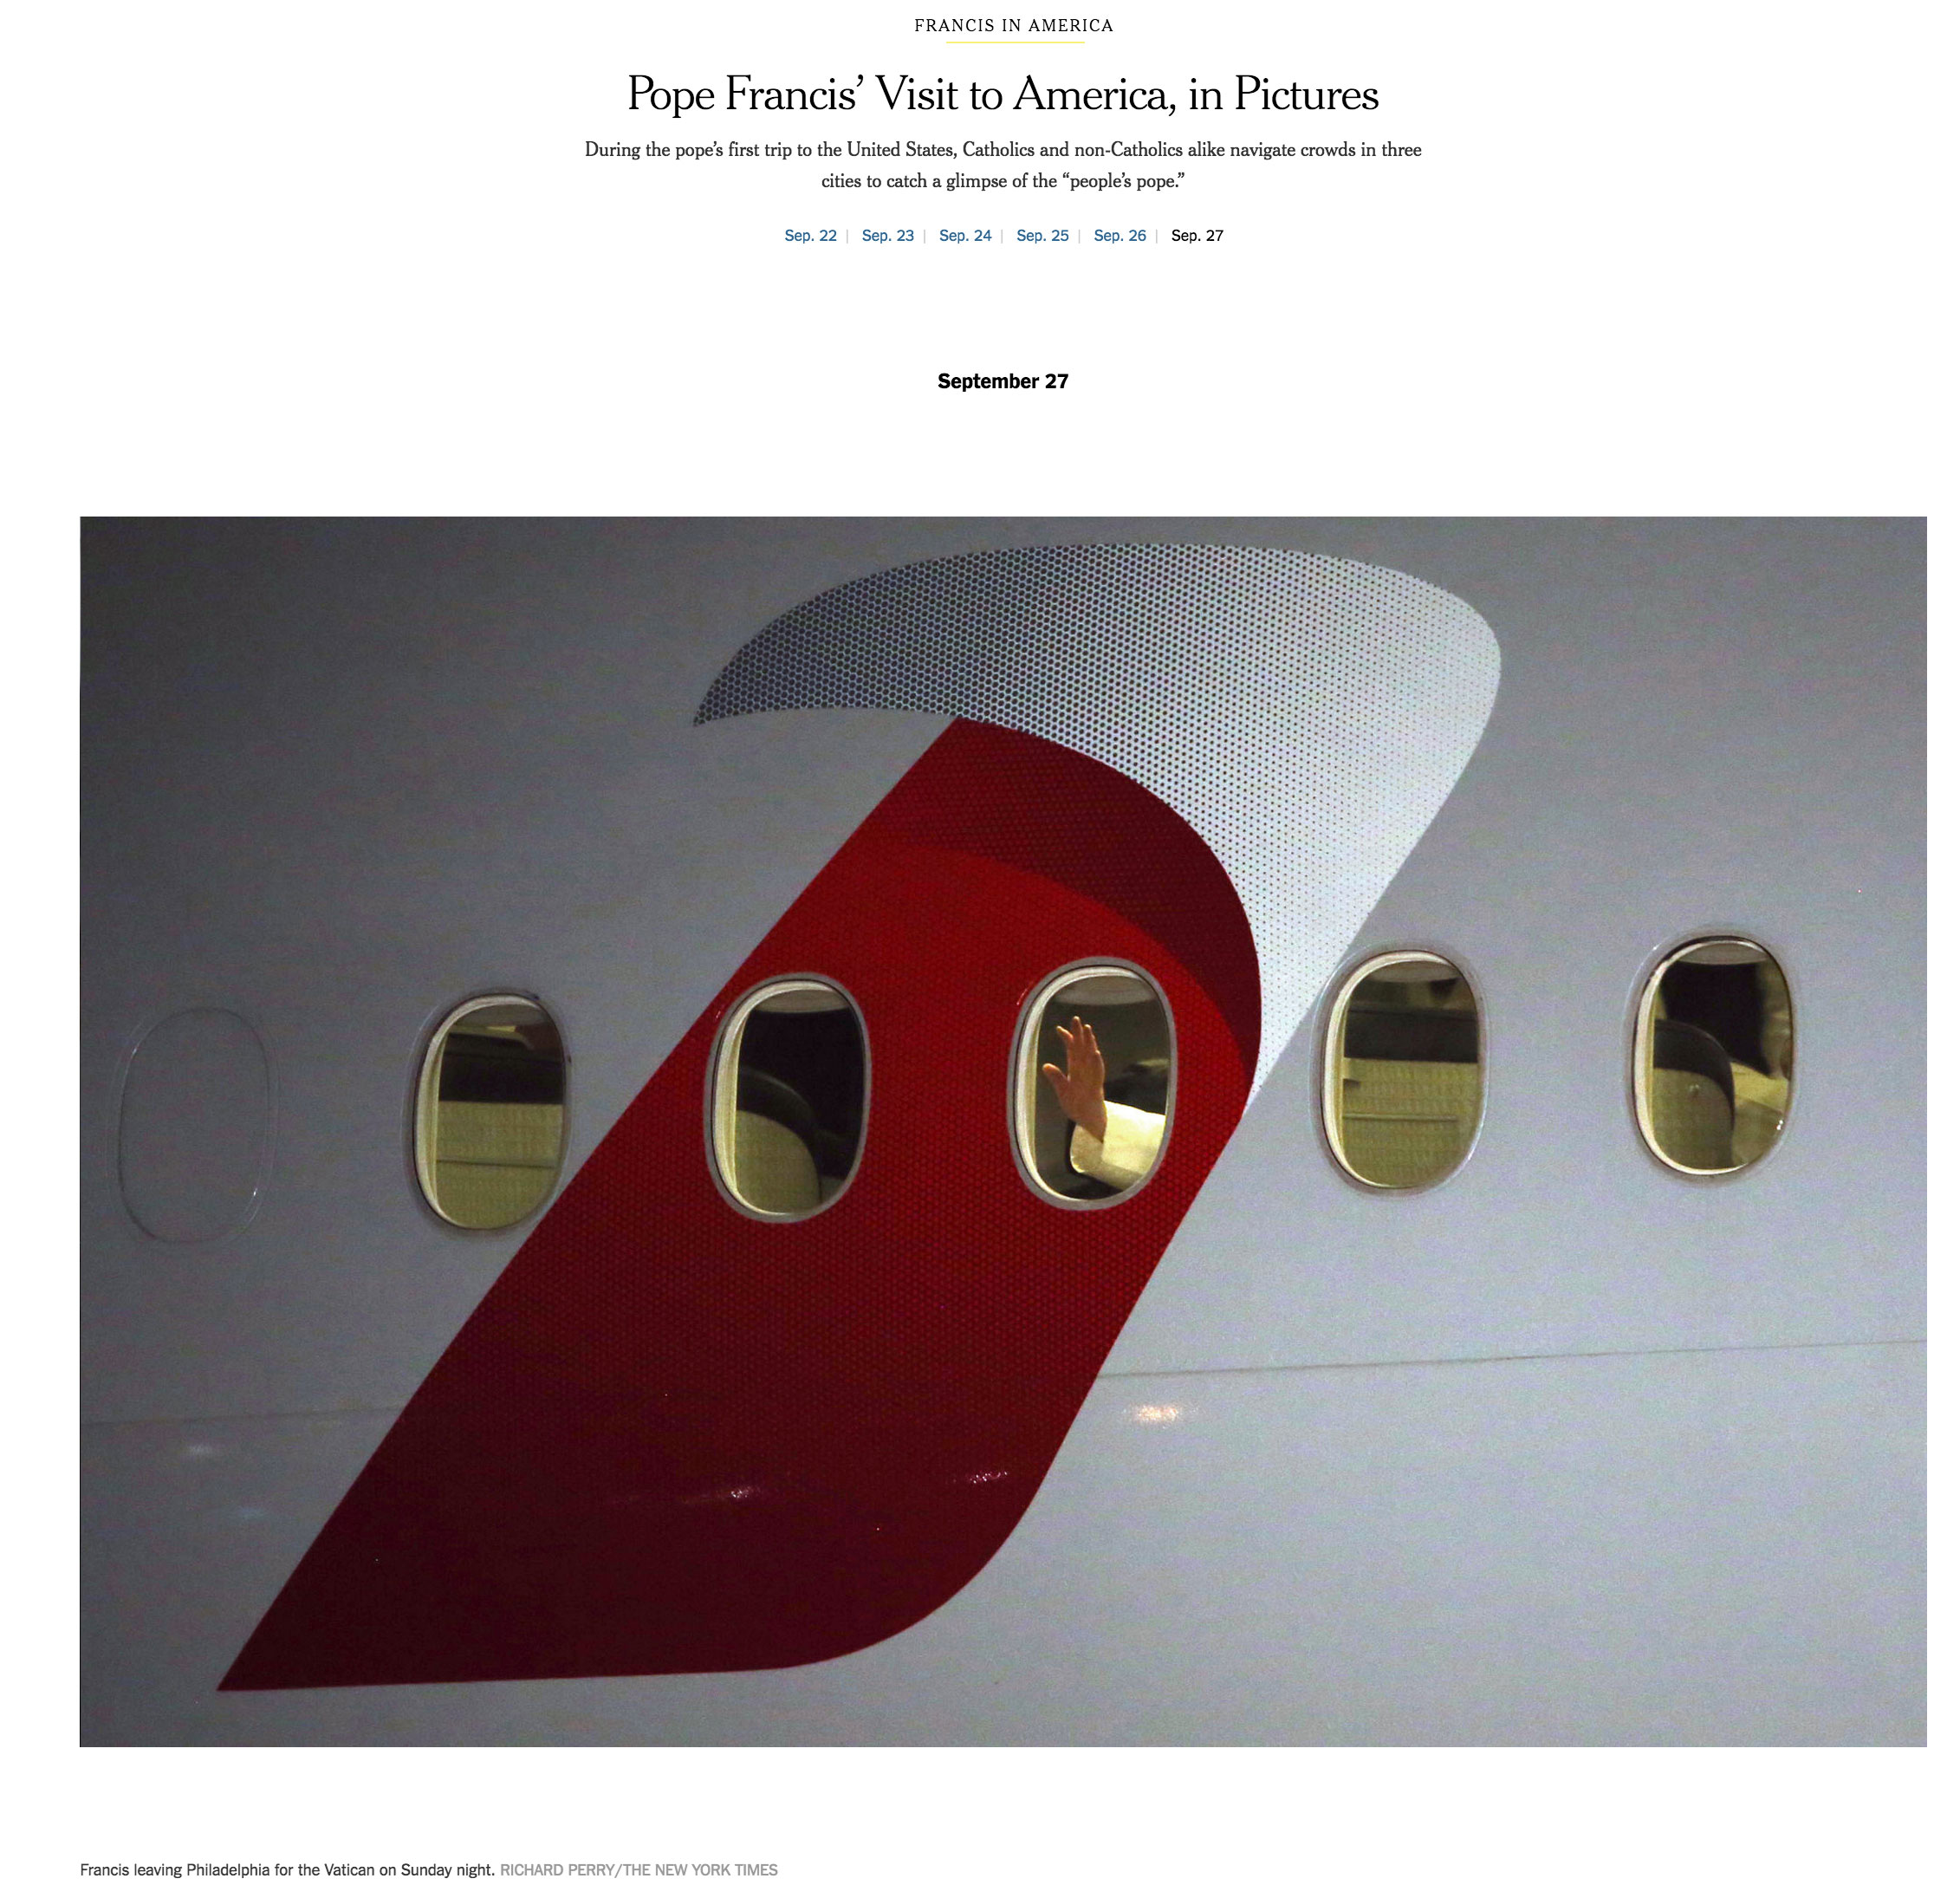 FRANCIS IN AMERICA
Pope Francis’ Visit to America, in Pictures
During the pope’s first trip to the United States, Catholics and non-Catholics alike navigate crowds in three
cities to catch a glimpse of the “people’s pope.”
Sep. 22 | Sep. 23 | Sep. 24 | Sep. 25 | Sep. 26 | Sep. 27
September 27
Francis leaving Philadelphia for the Vatican on Sunday night. RICHARD PERRY/THE NEW YORK TIMES